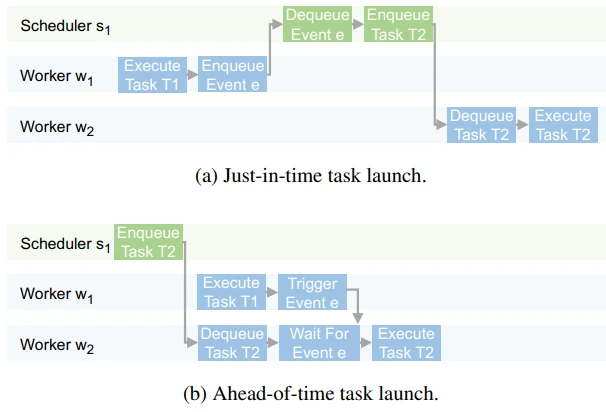 Scheduler s1
Dequeue
Event e
Enqueue
Task T2
Worker w1
Execute
Task T1
Enqueue
Event e
Worker w2
Dequeue
Task T2
Execute
Task T2
(a) Just-in-time task launch.
Scheduler s1
Enqueue
Task T2
Worker w1
Execute
Task T1
Trigger
Event e
Worker w2
Dequeue
Task T2
Wait For
Event e
Execute
Task T2
(b) Ahead-of-time task launch.